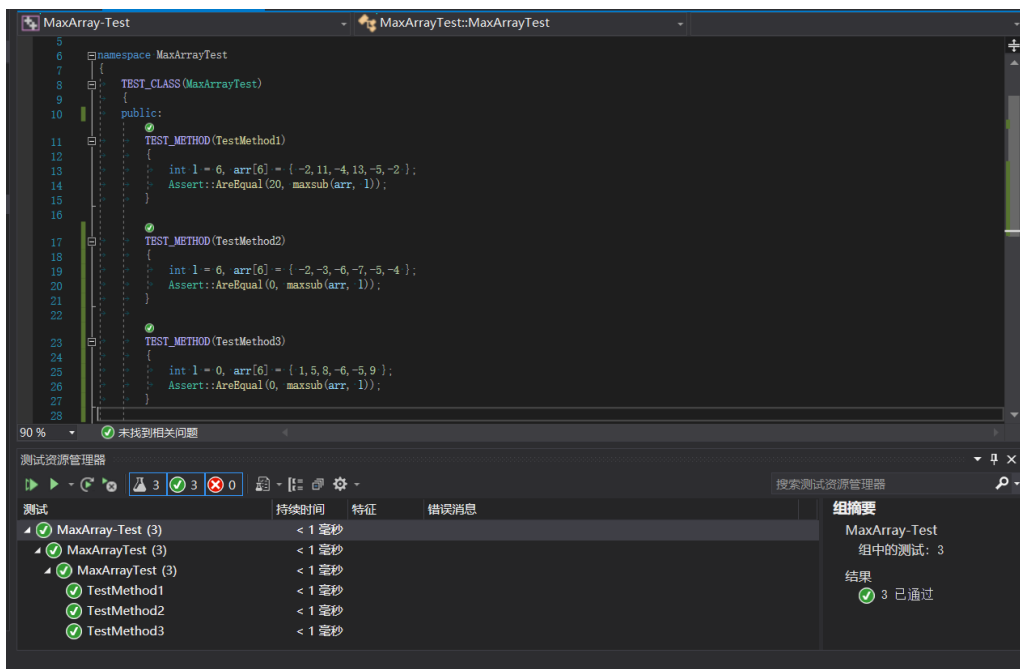 MaxArray-Test
MaxArrayTest::MaxArrayTest
5
6 namespace MaxArrayTest
7 {
8 TEST_CLASS(MaxArrayTest)
9 {
10 public:
11 TEST_METHOD(TestMethod1)
12 {
13 int l = 6, arr[6] = { -2,11,-4,13,-5,-2 };
14 Assert::AreEqual(20, maxsub(arr, l));
15 }
16
17 TEST_METHOD(TestMethod2)
18 {
19 int l = 6, arr[6] = { -2,-3,-6,-7,-5,-4 };
20 Assert::AreEqual(0, maxsub(arr, l));
21 }
22
23 TEST_METHOD(TestMethod3)
24 {
25 int l = 0, arr[6] = { 1,5,8,-6,-5,9 };
26 Assert::AreEqual(0, maxsub(arr, l));
27 }
28
90 % 未找到相关问题
测试资源管理器
3 3 0 搜索测试资源管理器
测试 持续时间 特征 错误消息
MaxArray-Test (3) < 1 毫秒
MaxArrayTest (3) < 1 毫秒
MaxArrayTest (3) < 1 毫秒
TestMethod1 < 1 毫秒
TestMethod2 < 1 毫秒
TestMethod3 < 1 毫秒
组摘要
MaxArray-Test
组中的测试: 3
结果
3 已通过